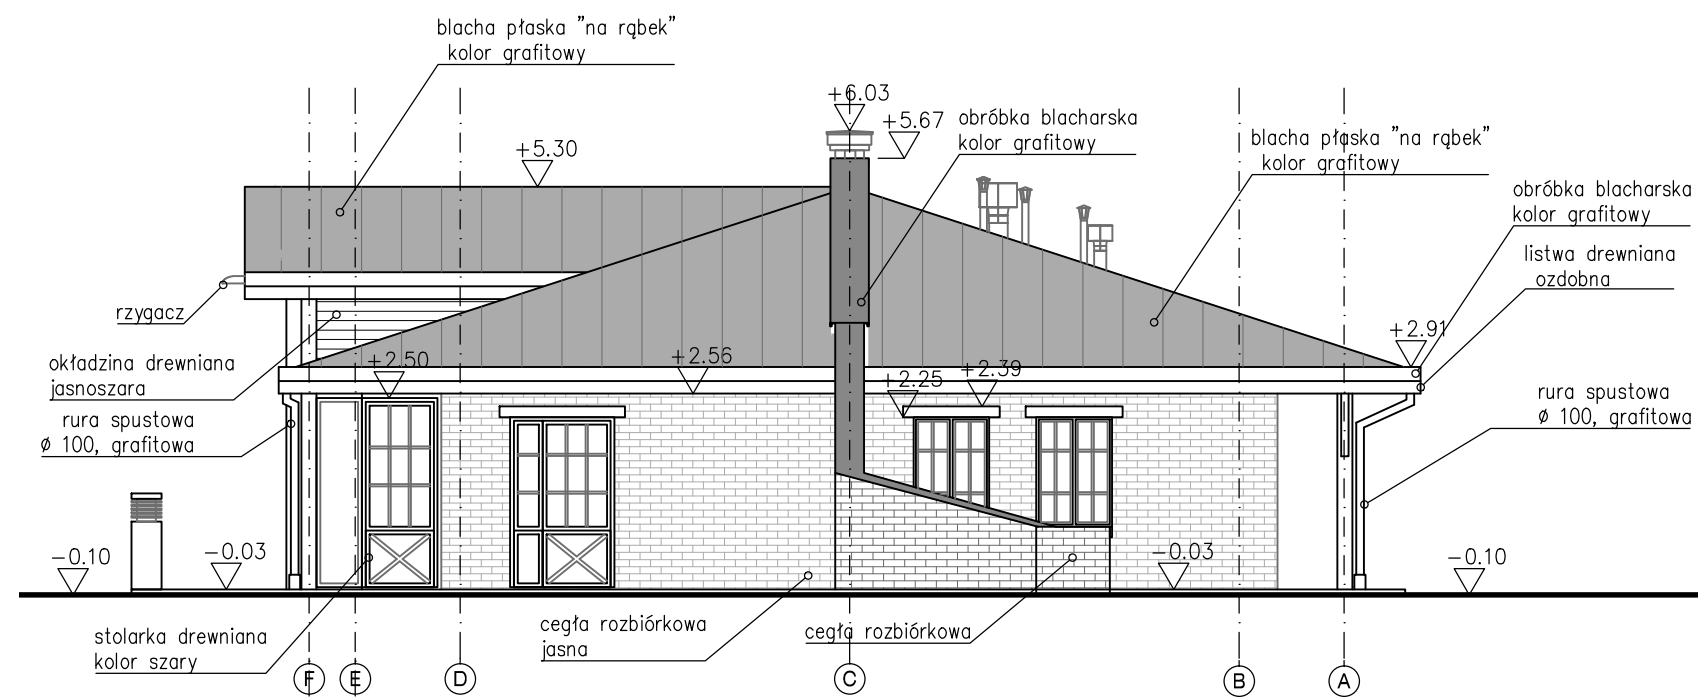 blacha płaska "na rąbek"
kolor grafitowy
+6.03
+5.67
obróbka blacharska
kolor grafitowy
blacha płaska "na rąbek"
kolor grafitowy
+5.30
obróbka blacharska
kolor grafitowy
listwa drewniana
ozdobna
rzygacz
+2.91
okładzina drewniana
jasnoszara
+2.50
+2.56
+2.25
+2.39
rura spustowa
ø 100, grafitowa
rura spustowa
ø 100, grafitowa
-0.10
-0.03
-0.03
-0.10
stolarka drewniana
kolor szary
cegła rozbiórkowa
jasna
cegła rozbiórkowa
F E D C B A